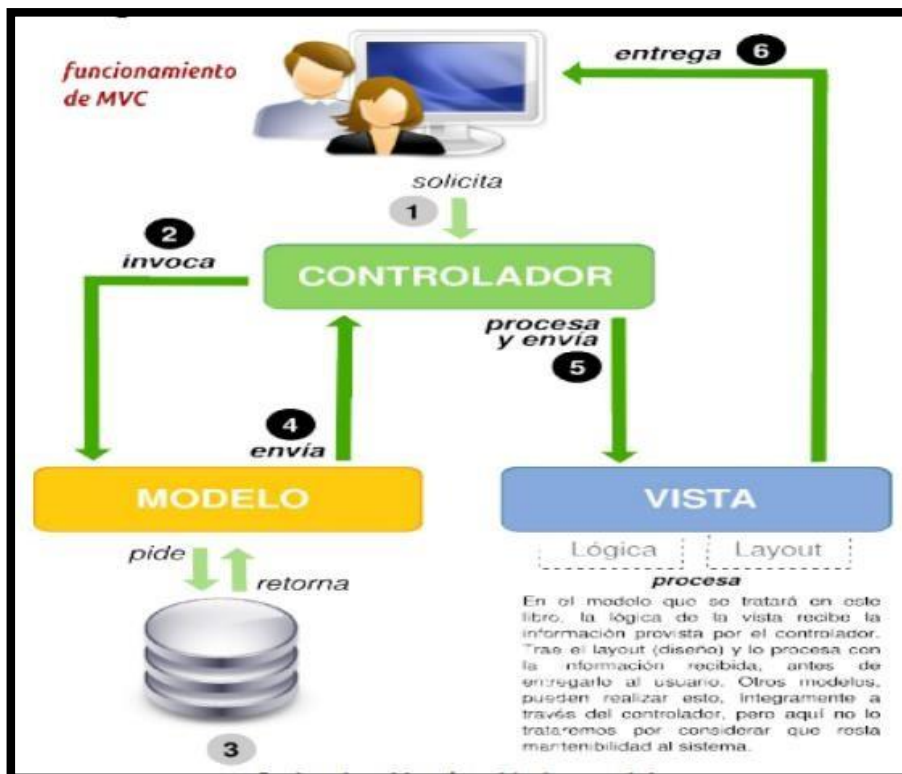 funcionamiento
de MVC
entrega 6
solicita
1
2
invoca
CONTROLADOR
procesa
y envía
5
4
envía
MODELO
VISTA
Lógica
Layout
pide
retorna
procesa
En el modelo que se tratará en este
libro, la lógica de la vista recibe la
información provista por el controlador.
Trae el layout (diseño) y lo procesa con
la nformación recibida, antes de
entregarlo al usuario. Otros modelos,
pueden realizar esto, íntegramente a
través del controlador, pero aquí no lo
trataremos por considerar que resta
mantenibilidad al sistema.
3